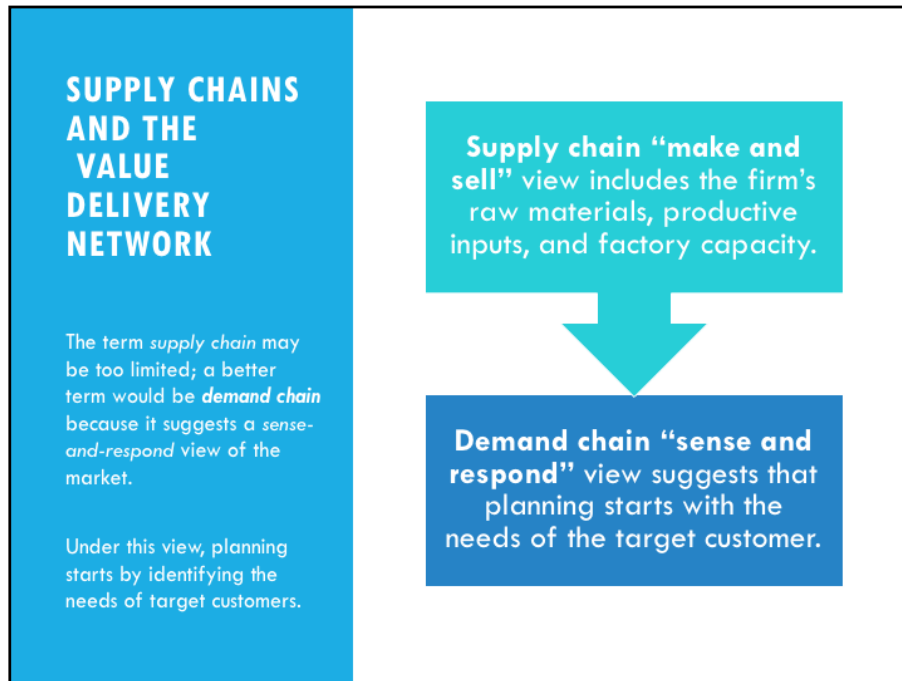 SUPPLY CHAINS
AND THE
VALUE
DELIVERY
NETWORK
The term supply chain may
be too limited; a better
term would be demand chain
because it suggests a sense-
and-respond view of the
market.
Under this view, planning
starts by identifying the
needs of target customers.
Supply chain “make and
sell” view includes the firm’s
raw materials, productive
inputs, and factory capacity.
Demand chain “sense and
respond” view suggests that
planning starts with the
needs of the target customer.